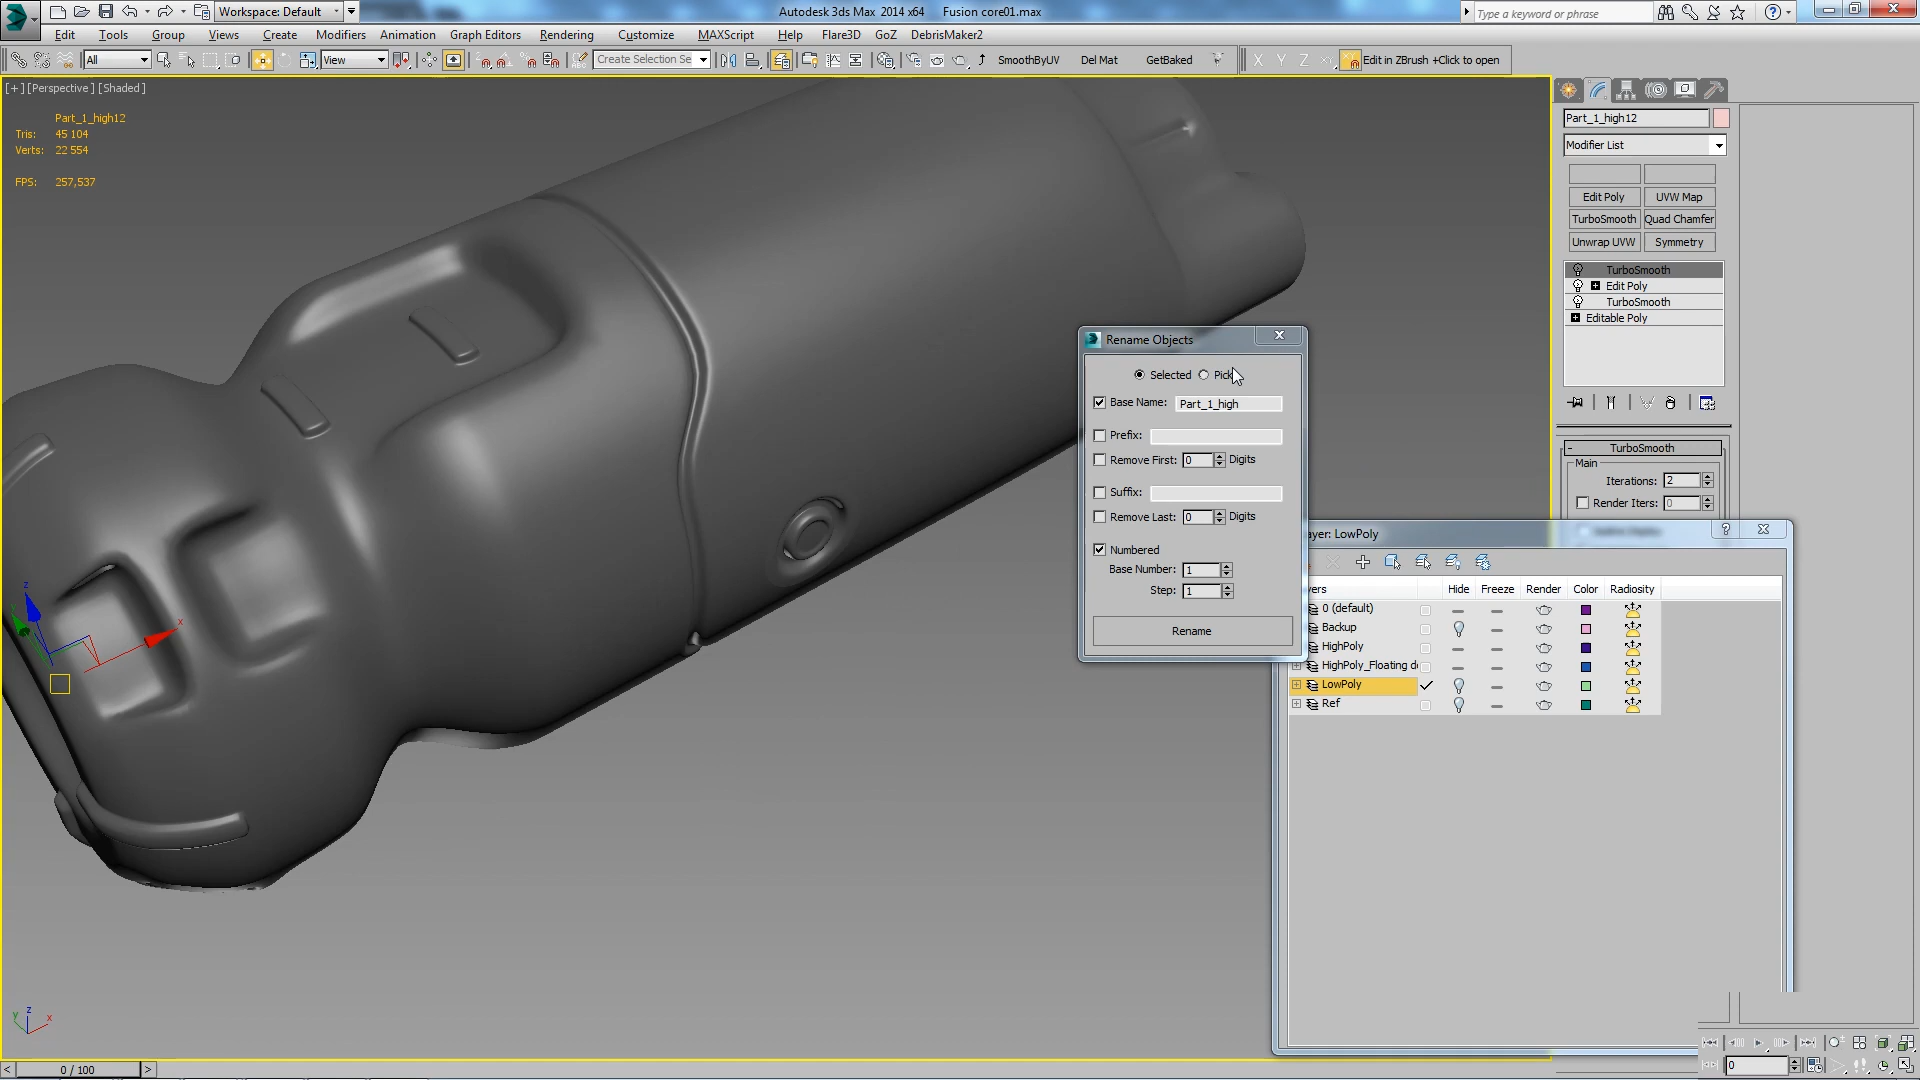 Workspace: Default
Autodesk 3ds Max 2014 x64 Fusion core01.max
Type a keyword or phrase
Edit Tools Group Views Create Modifiers Animation Graph Editors Rendering Customize MAXScript Help Flare3D GoZ DebrisMaker2
All View Create Selection Se SmoothByUV Del Mat GetBaked X Y Z Edit in ZBrush +Click to open
[+] [Perspective] [Shaded]
Part_1_high12
Tris: 45 104
Verts: 22 554
FPS: 257,537
Part_1_high12
Modifier List
Edit Poly UVW Map
TurboSmooth Quad Chamfer
Unwrap UVW Symmetry
TurboSmooth
Edit Poly
TurboSmooth
Editable Poly
TurboSmooth
Main
Iterations: 2
Render Iters: 0
Rename Objects
Selected Pick
Base Name: Part_1_high
Prefix:
Remove First: 0 Digits
Suffix:
Remove Last: 0 Digits
Numbered
Base Number: 1
Step: 1
Rename
ayer: LowPoly
ers Hide Freeze Render Color Radiosity
0 (default)
Backup
HighPoly
HighPoly_Floating d
LowPoly
Ref
z
x
z
y x
0 / 100
0